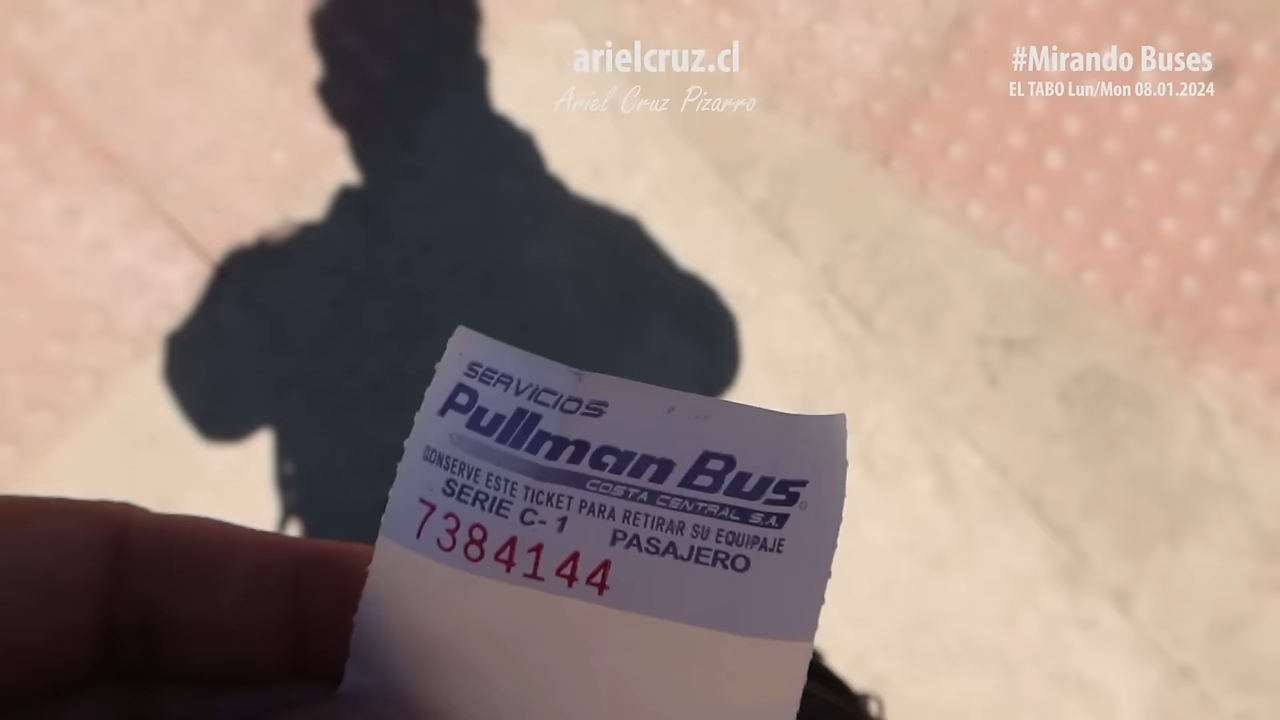 arielcruz.cl
Ariel Cruz Pizarro
#Mirando Buses
EL TABO Lun/Mon 08.01.2024
SERVICIOS
Pullman Bus
COSTA CENTRAL S.A.
CONSERVE ESTE TICKET PARA RETIRAR SU EQUIPAJE
SERIE C-1 PASAJERO
7384144